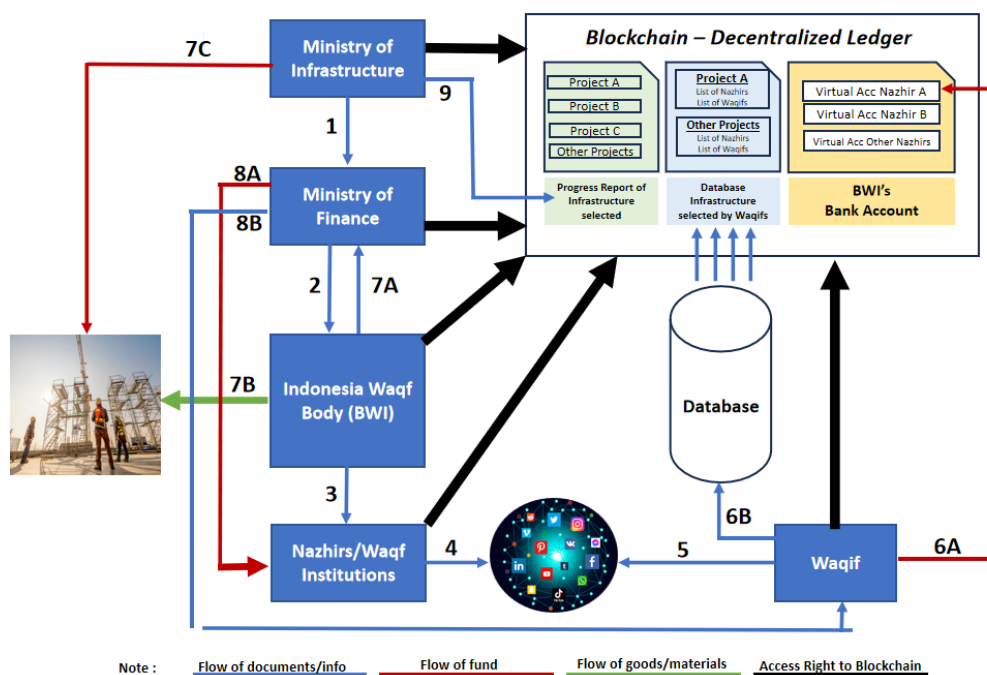 7C
Ministry of
Infrastructure
9
1
Blockchain – Decentralized Ledger
Project A
Project B
Project C
Other Projects
Project A
List of Nazhirs
List of Waqifs
Other Projects
List of Nazhirs
List of Waqfs
Virtual Acc Nazhir A
Virtual Acc Nazhir B
Virtual Acc Other Nazhirs
Progress Report of
Infrastructure
selected
Database
Infrastructure
selected by Waqifs
BWI's
Bank Account
8A
8B
Ministry of
Finance
2
7A
7B
Indonesia Waqf
Body (BWI)
Database
3
6B
Nazhirs/Waqf
Institutions
4
5
Waqif
6A
in
f
t
Note :
Flow of documents/info
Flow of fund
Flow of goods/materials
Access Right to Blockchain